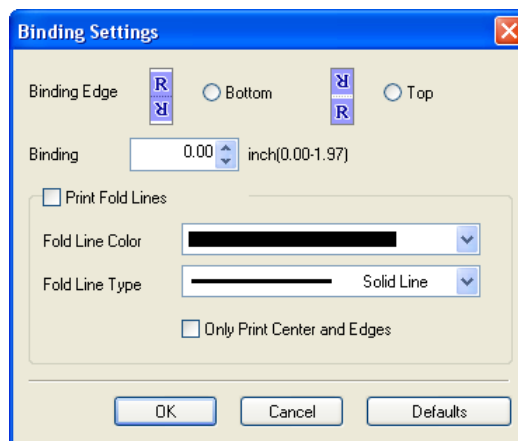 Binding Settings
Binding Edge R R Bottom R R Top
Binding 0.00 inch(0.00-1.97)
Print Fold Lines
Fold Line Color
Fold Line Type Solid Line
Only Print Center and Edges
OK Cancel Defaults